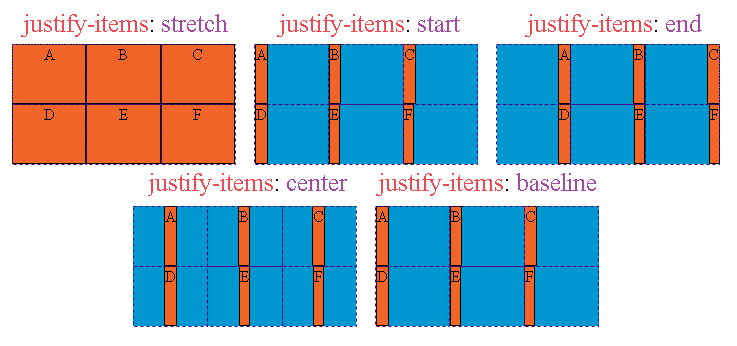 justify-items: stretch
A B C
D E F
justify-items: start
A B C
D E F
justify-items: end
A B C
D E F
justify-items: center
A B C
D E F
justify-items: baseline
A B C
D E F